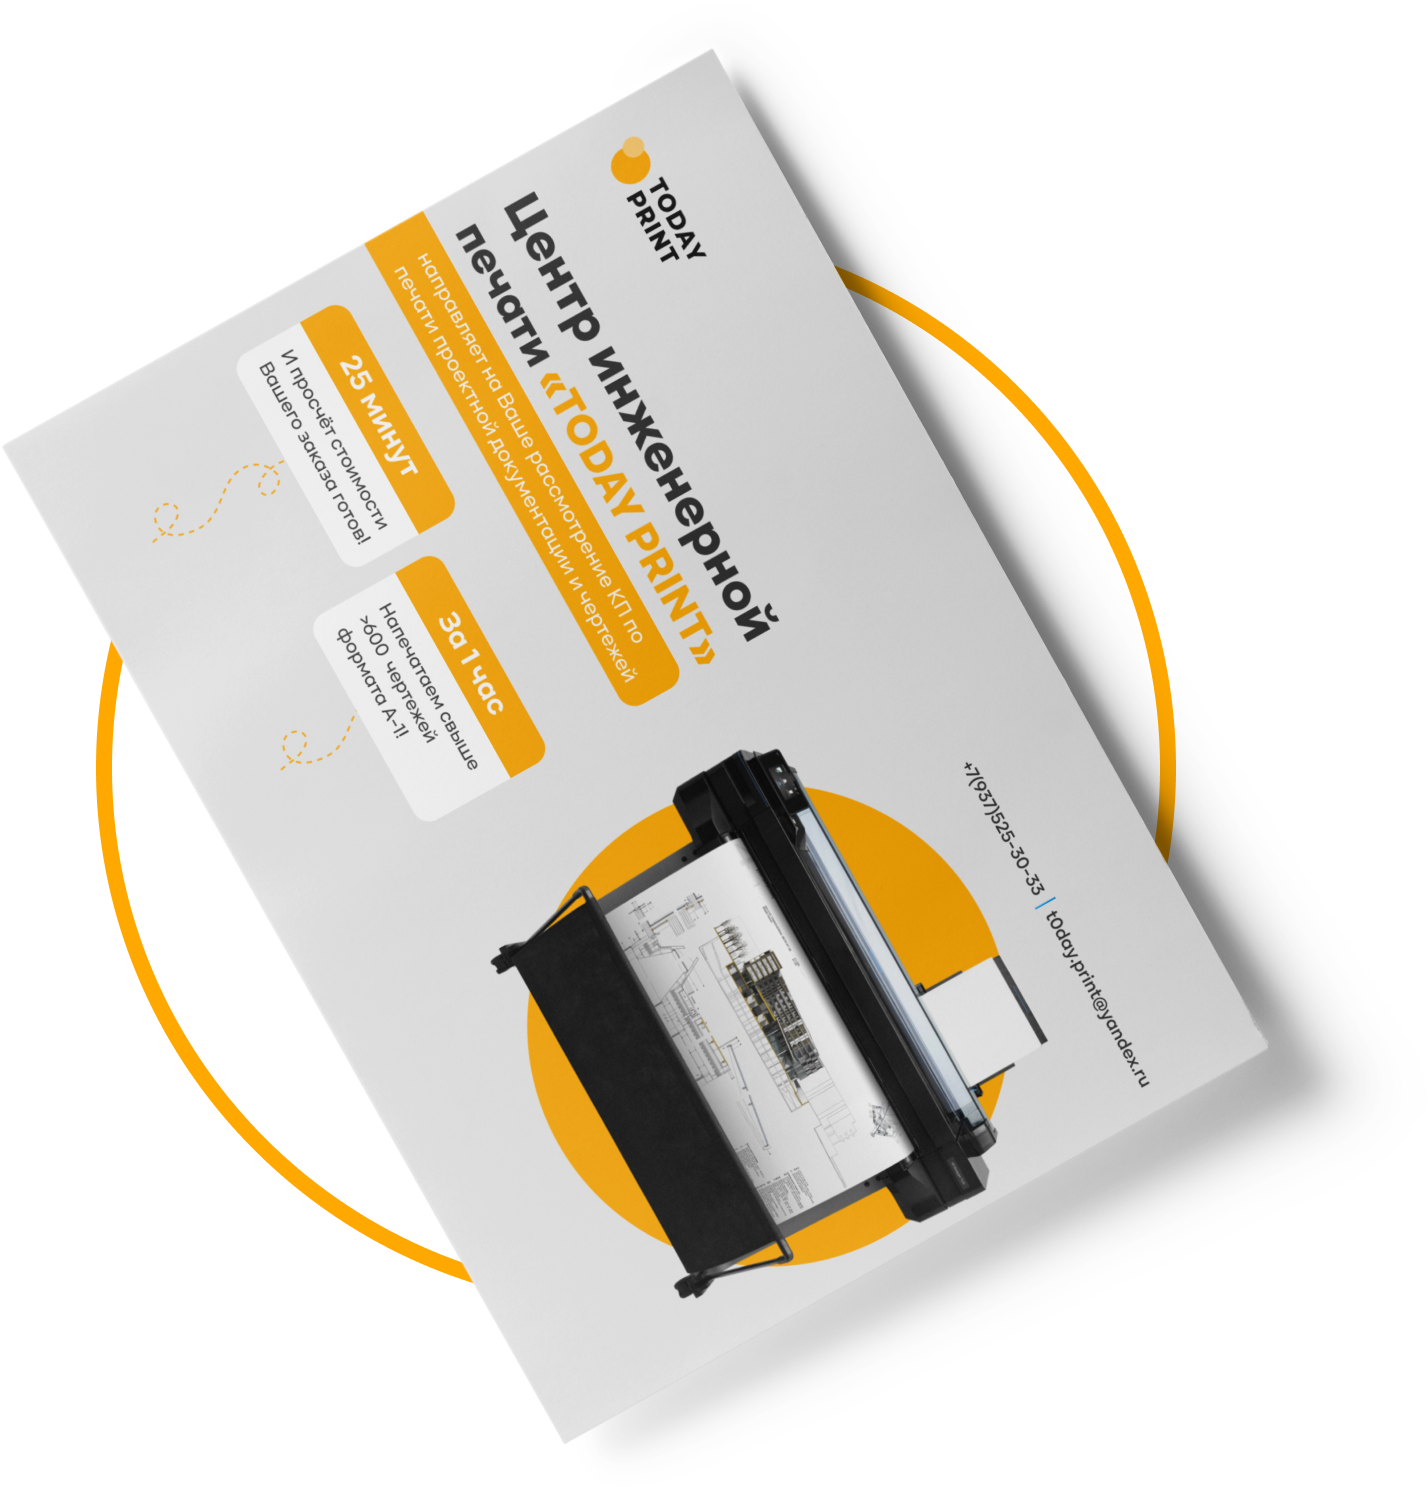 TODAY
PRINT
+7(937)525-30-33 | t0day.print@yandex.ru
Центр инженерной
печати «TODAY PRINT»
направляет на Ваше рассмотрение КП по
печати проектной документации и чертежей
25 минут
И просчёт стоимости
Вашего заказа готов!
За 1 час
Напечатаем свыше
>600 чертежей
формата А-1!